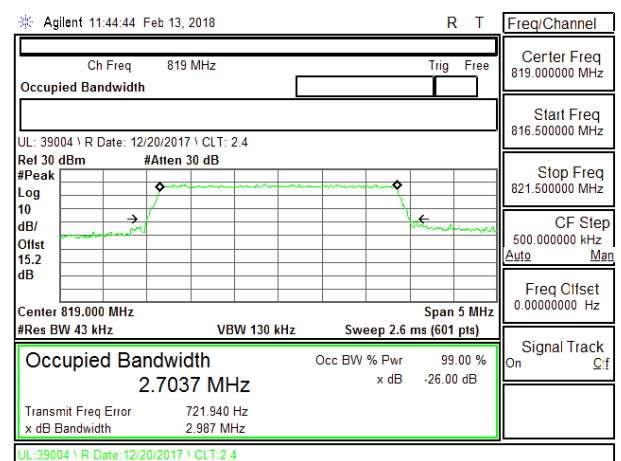 Agilent 11:44:44 Feb 13, 2018 R T
Freq/Channel
Ch Freq 819 MHz Trig Free
Occupied Bandwidth
Center Freq
819.000000 MHz
Start Freq
816.500000 MHz
UL: 39004 \ R Date: 12/20/2017 \ CLT: 2.4
Ref 30 dBm #Atten 30 dB
#Peak
Log
10
dB/
Offst
15.2
dB
Stop Freq
821.500000 MHz
CF Step
500.000000 kHz
Auto Man
Freq Offset
0.00000000 Hz
Center 819.000 MHz Span 5 MHz
#Res BW 43 kHz VBW 130 kHz Sweep 2.6 ms (601 pts)
Signal Track
On Off
Occupied Bandwidth Occ BW % Pwr 99.00 %
2.7037 MHz x dB -26.00 dB
Transmit Freq Error 721.940 Hz
x dB Bandwidth 2.987 MHz
UL:39004 \ R Date:12/20/2017 \ CLT:2.4